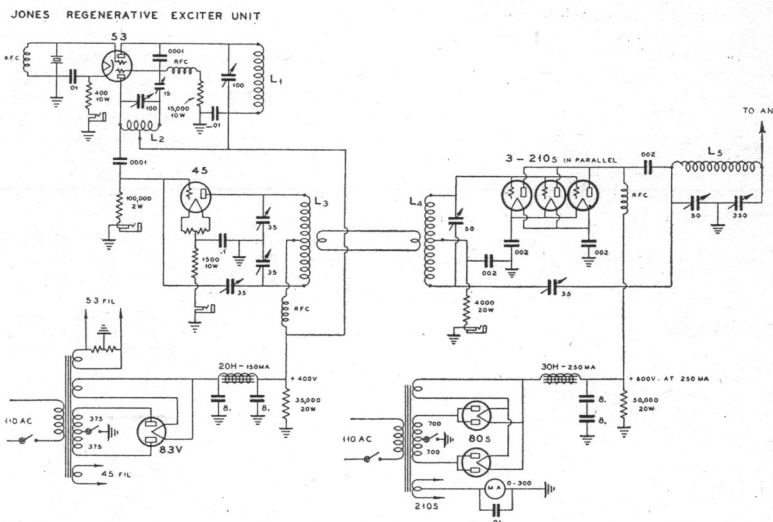 JONES REGENERATIVE EXCITER UNIT
53
R.F.C
.0001
RFC
L1
.01
400
10W
15
100
15,000
10W
.01
100
L2
.0001
100,000
2W
45
L3
35
35
.1
1500
10W
35
RFC
L4
50
3-210S IN PARALLEL
.002
.002
.002
.002
RFC
4000
20W
35
L5
50
350
TO AN
53 FIL
110 AC
375
375
83V
45 FIL
20H-150MA
8.
8.
+400V
35,000
20W
110 AC
700
700
80S
210S
MA
0-300
.01
30H-250MA
8.
8.
+600V. AT 250 MA
50,000
20W